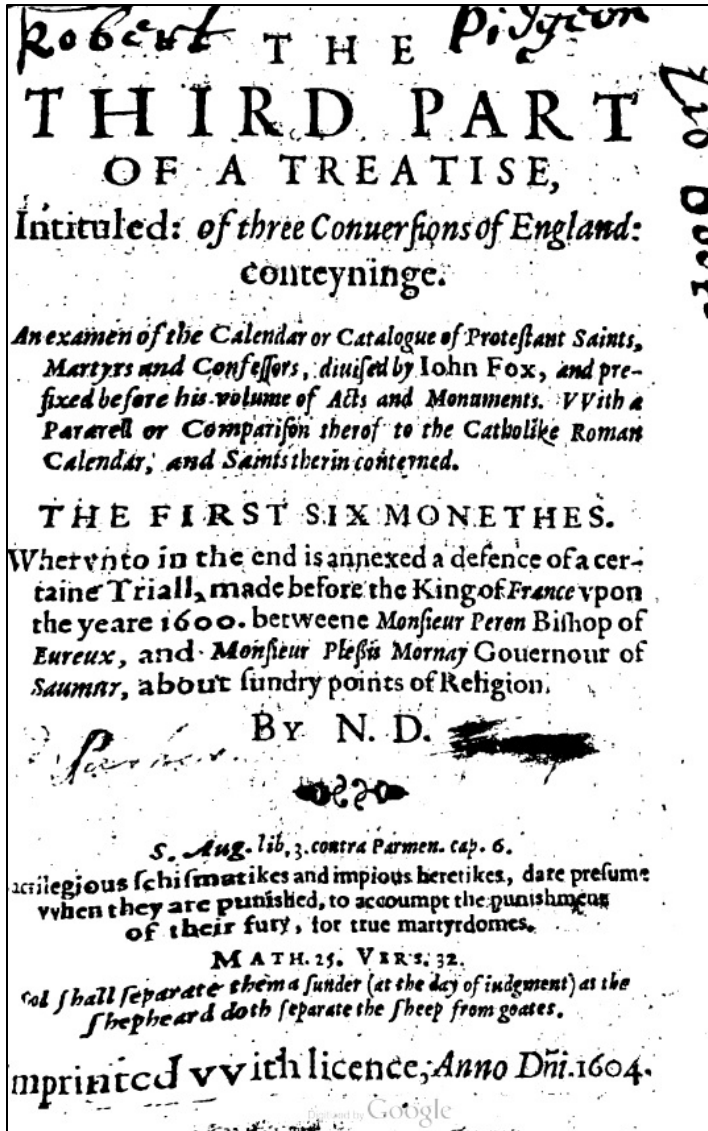 Robert Pidgeon
THE
THIRD PART
OF A TREATISE,
Intituled: of three Conuerſions of England:
conteyninge.
An examen of the Calendar or Catalogue of Proteſtant Saints,
Martyrs and Confeſſors, diuiſed by Iohn Fox, and pre-
fixed before his volume of Acts and Monuments. VVith a
Pararell or Compariſon therof to the Catholike Roman
Calendar, and Saints therin conteyned.
THE FIRST SIX MONETHES.
Whervnto in the end is annexed a defence of a cer-
taine Triall, made before the King of France vpon
the yeare 1600. betweene Monſieur Peron Biſhop of
Eureux, and Monſieur Pleſsis Mornay Gouernour of
Saumur, about ſundry points of Religion.
BY N. D.
S. Aug. lib. 3. contra Parmen. cap. 6.
acrilegious ſchiſmatikes and impious heretikes, dare preſume
vvhen they are puniſhed, to accoumpt the puniſhment
of their fury, for true martyrdomes.
MATH. 25. VERS. 32.
ſhall ſeparate them a ſunder (at the day of iudgment) as the
ſhepheard doth ſeparate the ſheep from goates.
mprinted vvith licence, Anno Dñi. 1604.
Digitized by Google